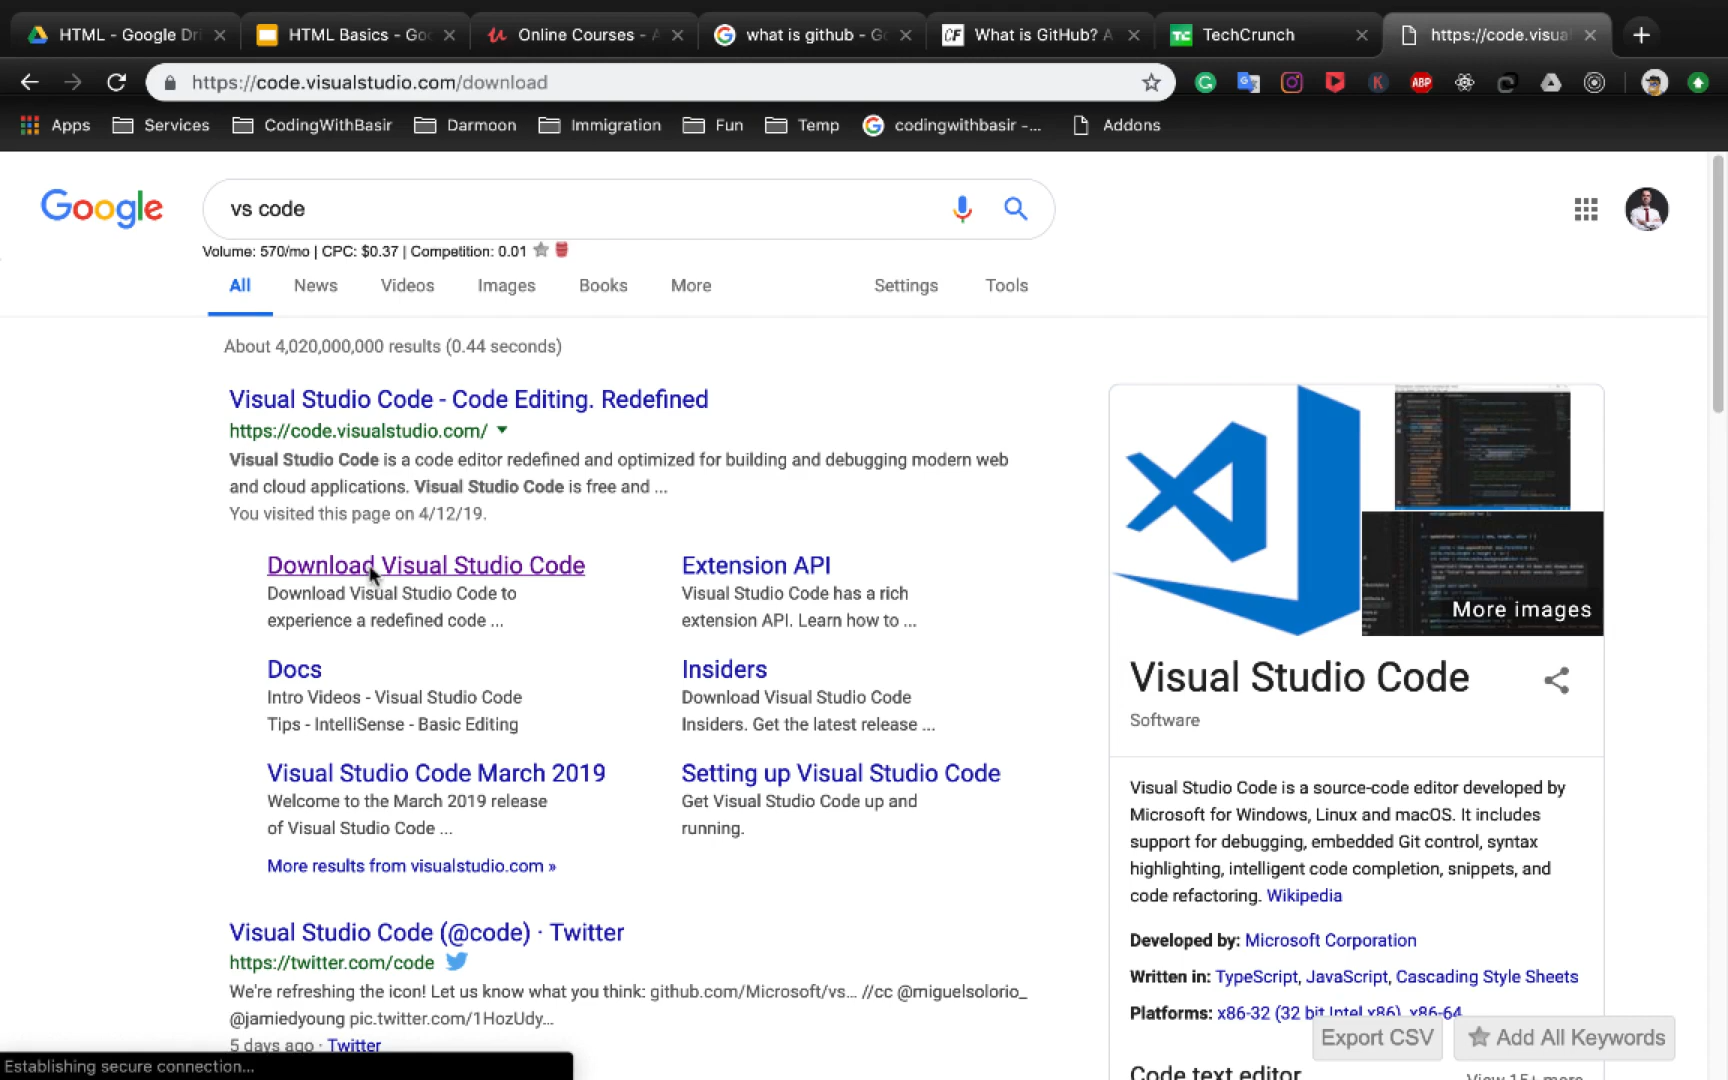 HTML - Google Dri
HTML Basics - Goo
Online Courses - A
what is github - Go
CF
What is GitHub? A
TC
TechCrunch
https://code.visual
https://code.visualstudio.com/download
ABP
Apps
Services
CodingWithBasir
Darmoon
Immigration
Fun
Temp
codingwithbasir -...
Addons
Google
vs code
Volume: 570/mo | CPC: $0.37 | Competition: 0.01
All
News
Videos
Images
Books
More
Settings
Tools
About 4,020,000,000 results (0.44 seconds)
Visual Studio Code - Code Editing. Redefined
https://code.visualstudio.com/
Visual Studio Code is a code editor redefined and optimized for building and debugging modern web
and cloud applications. Visual Studio Code is free and ...
You visited this page on 4/12/19.
Download Visual Studio Code
Download Visual Studio Code to
experience a redefined code ...
Extension API
Visual Studio Code has a rich
extension API. Learn how to ...
Docs
Intro Videos - Visual Studio Code
Tips - IntelliSense - Basic Editing
Insiders
Download Visual Studio Code
Insiders. Get the latest release ...
Visual Studio Code March 2019
Welcome to the March 2019 release
of Visual Studio Code ...
Setting up Visual Studio Code
Get Visual Studio Code up and
running.
More results from visualstudio.com »
Visual Studio Code (@code) · Twitter
https://twitter.com/code
We're refreshing the icon! Let us know what you think: github.com/Microsoft/vs... //cc @miguelsolorio_
@jamiedyoung pic.twitter.com/1HozUdy...
5 days ago · Twitter
Establishing secure connection...
More images
Visual Studio Code
Software
Visual Studio Code is a source-code editor developed by
Microsoft for Windows, Linux and macOS. It includes
support for debugging, embedded Git control, syntax
highlighting, intelligent code completion, snippets, and
code refactoring. Wikipedia
Developed by: Microsoft Corporation
Written in: TypeScript, JavaScript, Cascading Style Sheets
Platforms: x86-32 (32 bit Intel x86), x86-64
Export CSV
Add All Keywords
Code text editor
View 15+ more